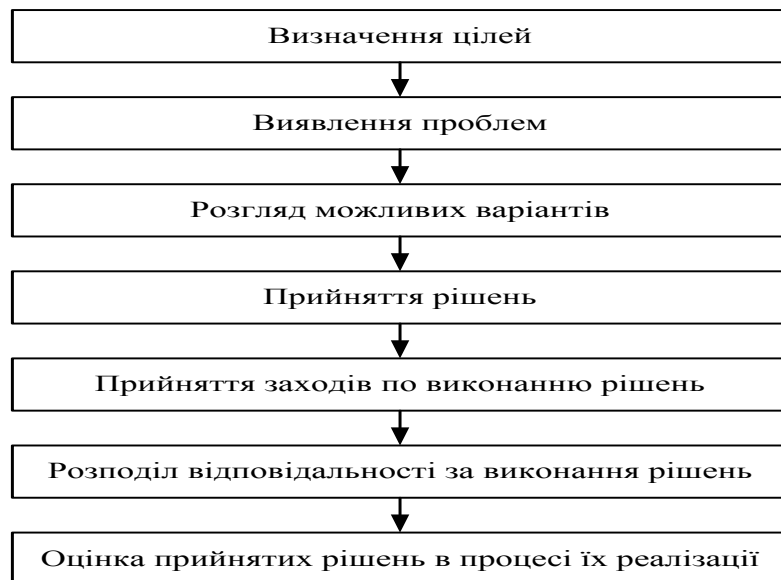 Визначення цілей
Виявлення проблем
Розгляд можливих варіантів
Прийняття рішень
Прийняття заходів по виконанню рішень
Розподіл відповідальності за виконання рішень
Оцінка прийнятих рішень в процесі їх реалізації